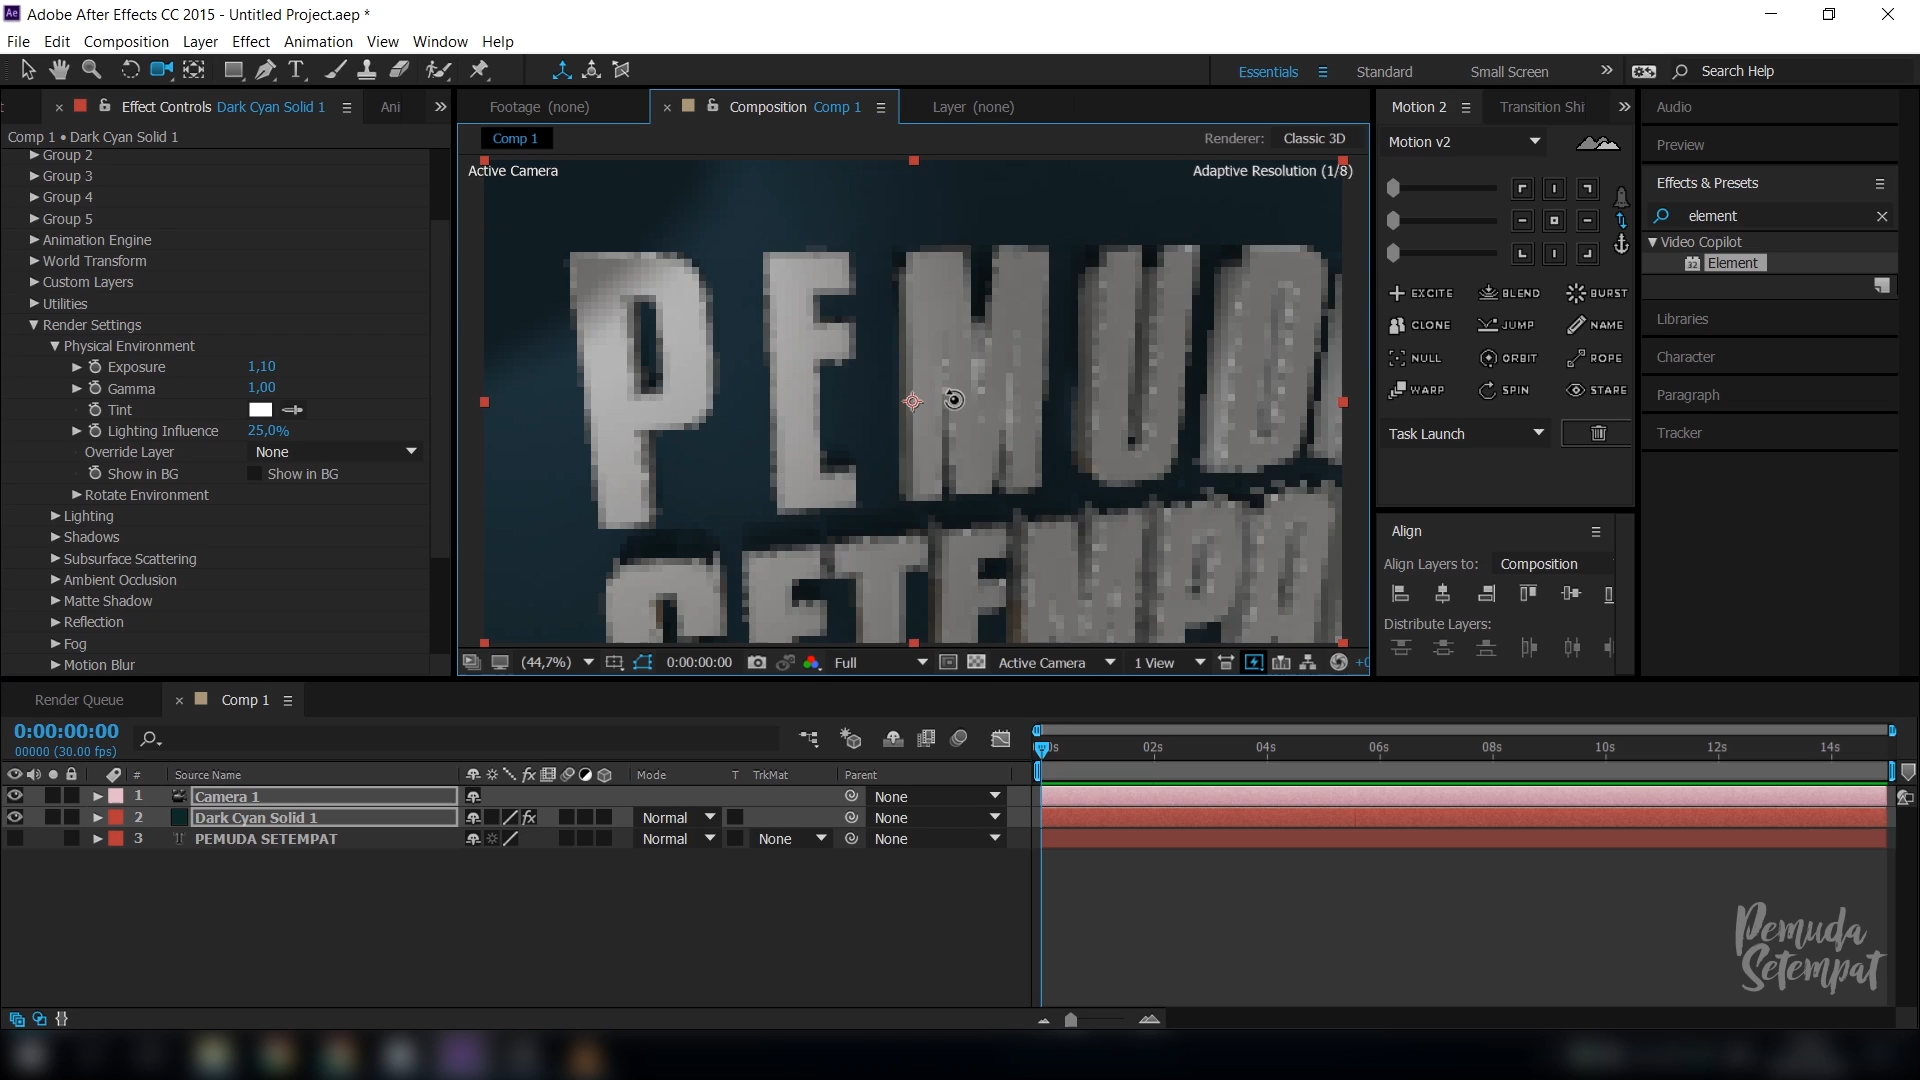 Adobe After Effects CC 2015 - Untitled Project.aep *
File Edit Composition Layer Effect Animation View Window Help
Essentials Standard Small Screen Search Help
Effect Controls Dark Cyan Solid 1 Ani
Comp 1 • Dark Cyan Solid 1
Group 2
Group 3
Group 4
Group 5
Animation Engine
World Transform
Custom Layers
Utilities
Render Settings
Physical Environment
Exposure 1,10
Gamma 1,00
Tint
Lighting Influence 25,0%
Override Layer None
Show in BG Show in BG
Rotate Environment
Lighting
Shadows
Subsurface Scattering
Ambient Occlusion
Matte Shadow
Reflection
Fog
Motion Blur
Footage (none) Composition Comp 1 Layer (none)
Comp 1 Renderer: Classic 3D
Active Camera Adaptive Resolution (1/8)
PEMUD
SETEMPA
(44,7%) 0:00:00:00 Full Active Camera 1 View +0
Motion 2 Transition Shi
Motion v2
EXCITE BLEND BURST
CLONE JUMP NAME
NULL ORBIT ROPE
WARP SPIN STARE
Task Launch
Align
Align Layers to: Composition
Distribute Layers:
Audio
Preview
Effects & Presets
element
Video Copilot
32 Element
Libraries
Character
Paragraph
Tracker
Render Queue Comp 1
0:00:00:00
00000 (30.00 fps)
# Source Name Mode T TrkMat Parent
1 Camera 1 None
2 Dark Cyan Solid 1 Normal None
3 PEMUDA SETEMPAT Normal None None
02s 04s 06s 08s 10s 12s 14s
Pemuda
Setempat